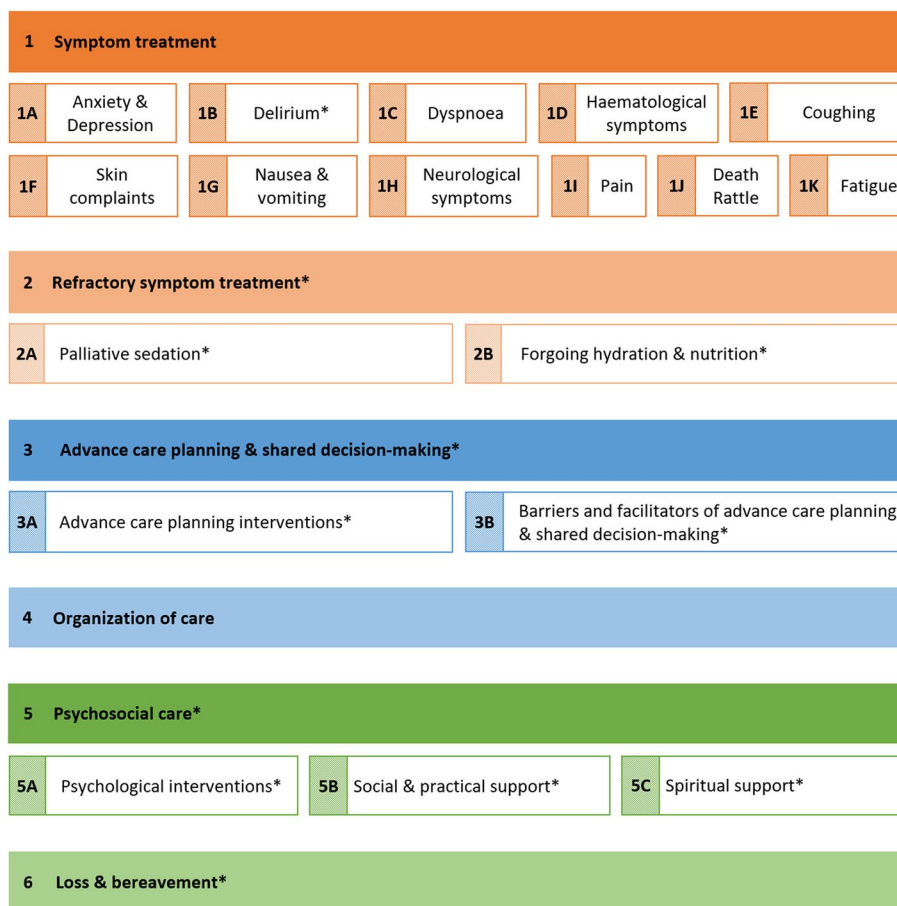 1 Symptom treatment
1A Anxiety & Depression
1B Delirium*
1C Dyspnoea
1D Haematological symptoms
1E Coughing
1F Skin complaints
1G Nausea & vomiting
1H Neurological symptoms
1I Pain
1J Death Rattle
1K Fatigue
2 Refractory symptom treatment*
2A Palliative sedation*
2B Forgoing hydration & nutrition*
3 Advance care planning & shared decision-making*
3A Advance care planning interventions*
3B Barriers and facilitators of advance care planning
& shared decision-making*
4 Organization of care
5 Psychosocial care*
5A Psychological interventions*
5B Social & practical support*
5C Spiritual support*
6 Loss & bereavement*